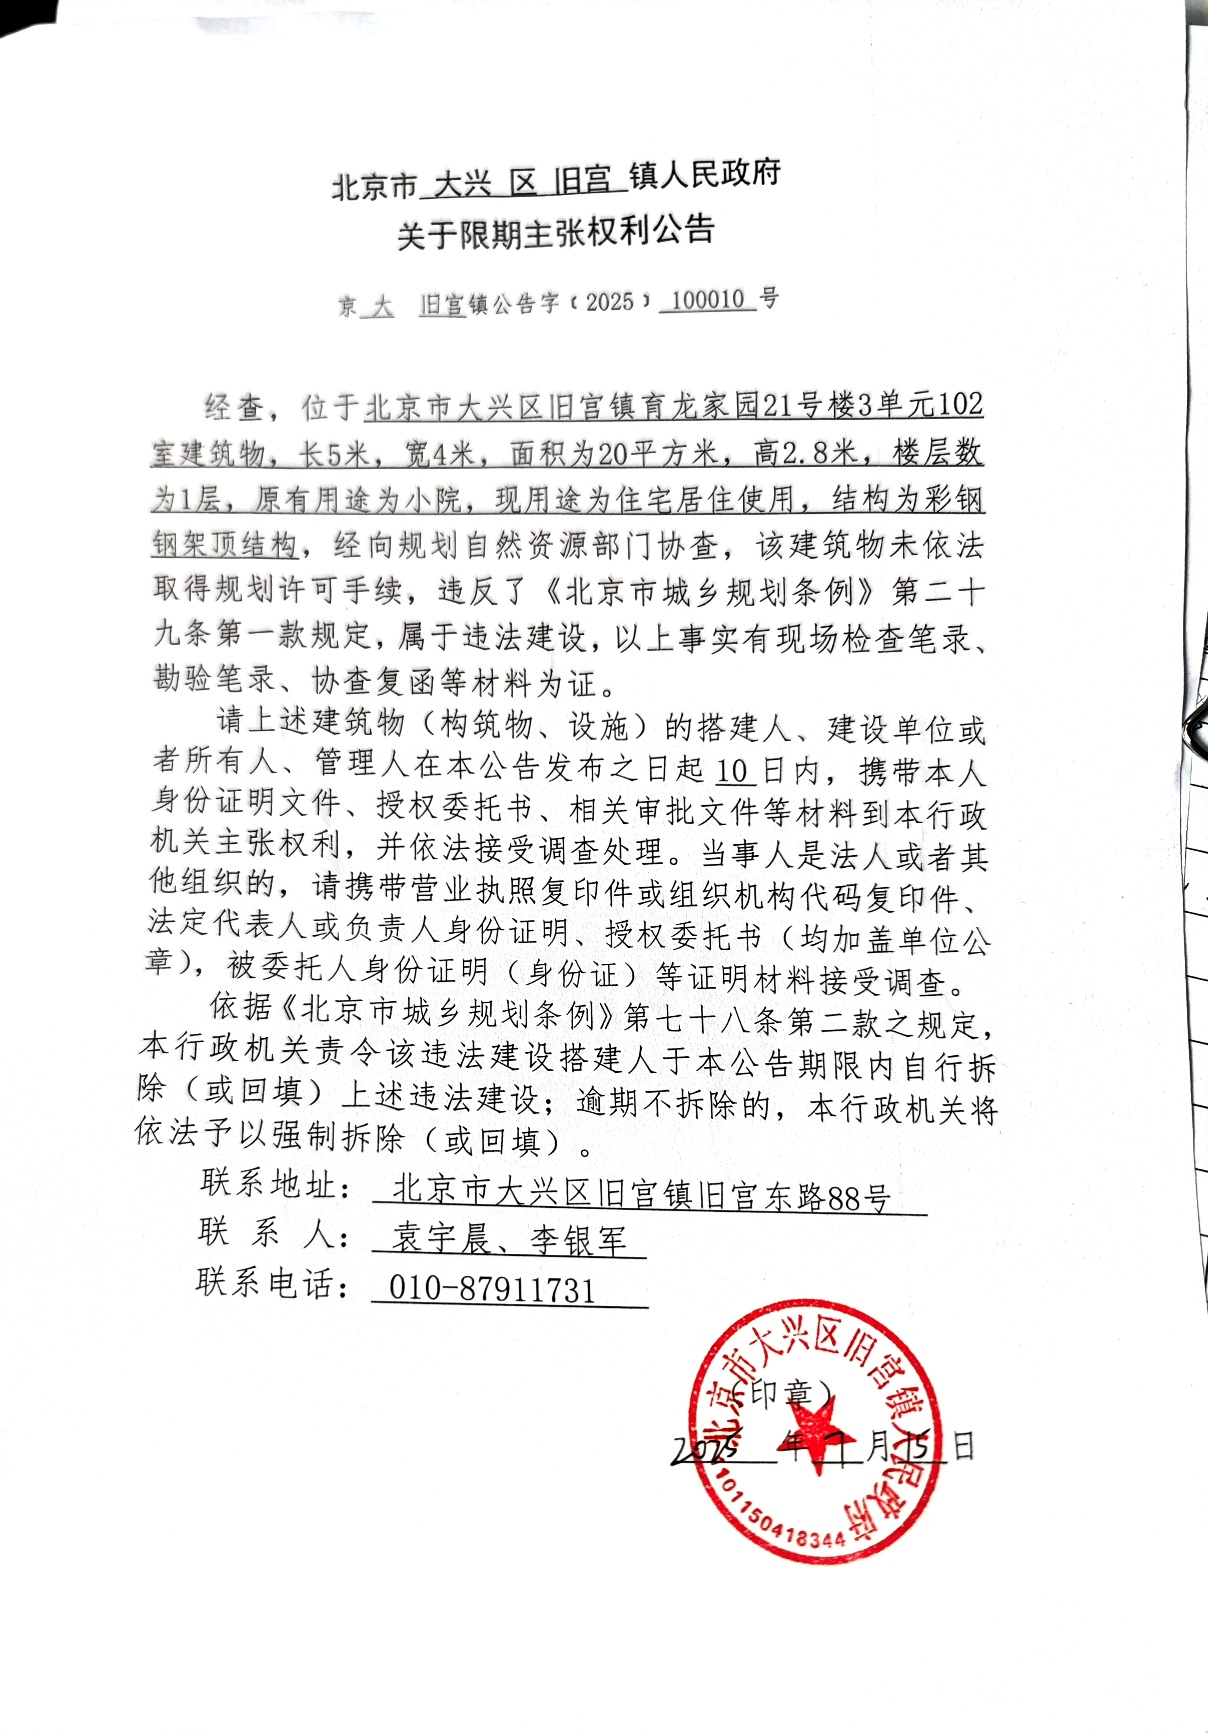 北京市 大兴 区 旧宫 镇人民政府
关于限期主张权利公告
京 大 旧宫镇公告字﹝2025﹞ 100010 号
经查，位于北京市大兴区旧宫镇育龙家园21号楼3单元102
室建筑物，长5米，宽4米，面积为20平方米，高2.8米，楼层数
为1层，原有用途为小院，现用途为住宅居住使用，结构为彩钢
钢架顶结构，经向规划自然资源部门协查，该建筑物未依法
取得规划许可手续，违反了《北京市城乡规划条例》第二十
九条第一款规定，属于违法建设，以上事实有现场检查笔录、
勘验笔录、协查复函等材料为证。
请上述建筑物（构筑物、设施）的搭建人、建设单位或
者所有人、管理人在本公告发布之日起 10 日内，携带本人
身份证明文件、授权委托书、相关审批文件等材料到本行政
机关主张权利，并依法接受调查处理。当事人是法人或者其
他组织的，请携带营业执照复印件或组织机构代码复印件、
法定代表人或负责人身份证明、授权委托书（均加盖单位公
章），被委托人身份证明（身份证）等证明材料接受调查。
依据《北京市城乡规划条例》第七十八条第二款之规定，
本行政机关责令该违法建设搭建人于本公告期限内自行拆
除（或回填）上述违法建设；逾期不拆除的，本行政机关将
依法予以强制拆除（或回填）。
联系地址： 北京市大兴区旧宫镇旧宫东路88号
联 系 人： 袁宇晨、李银军
联系电话： 010-87911731
北京市大兴区旧宫镇人民政府
（印章）
2025 年 7 月 15 日
1101150418344